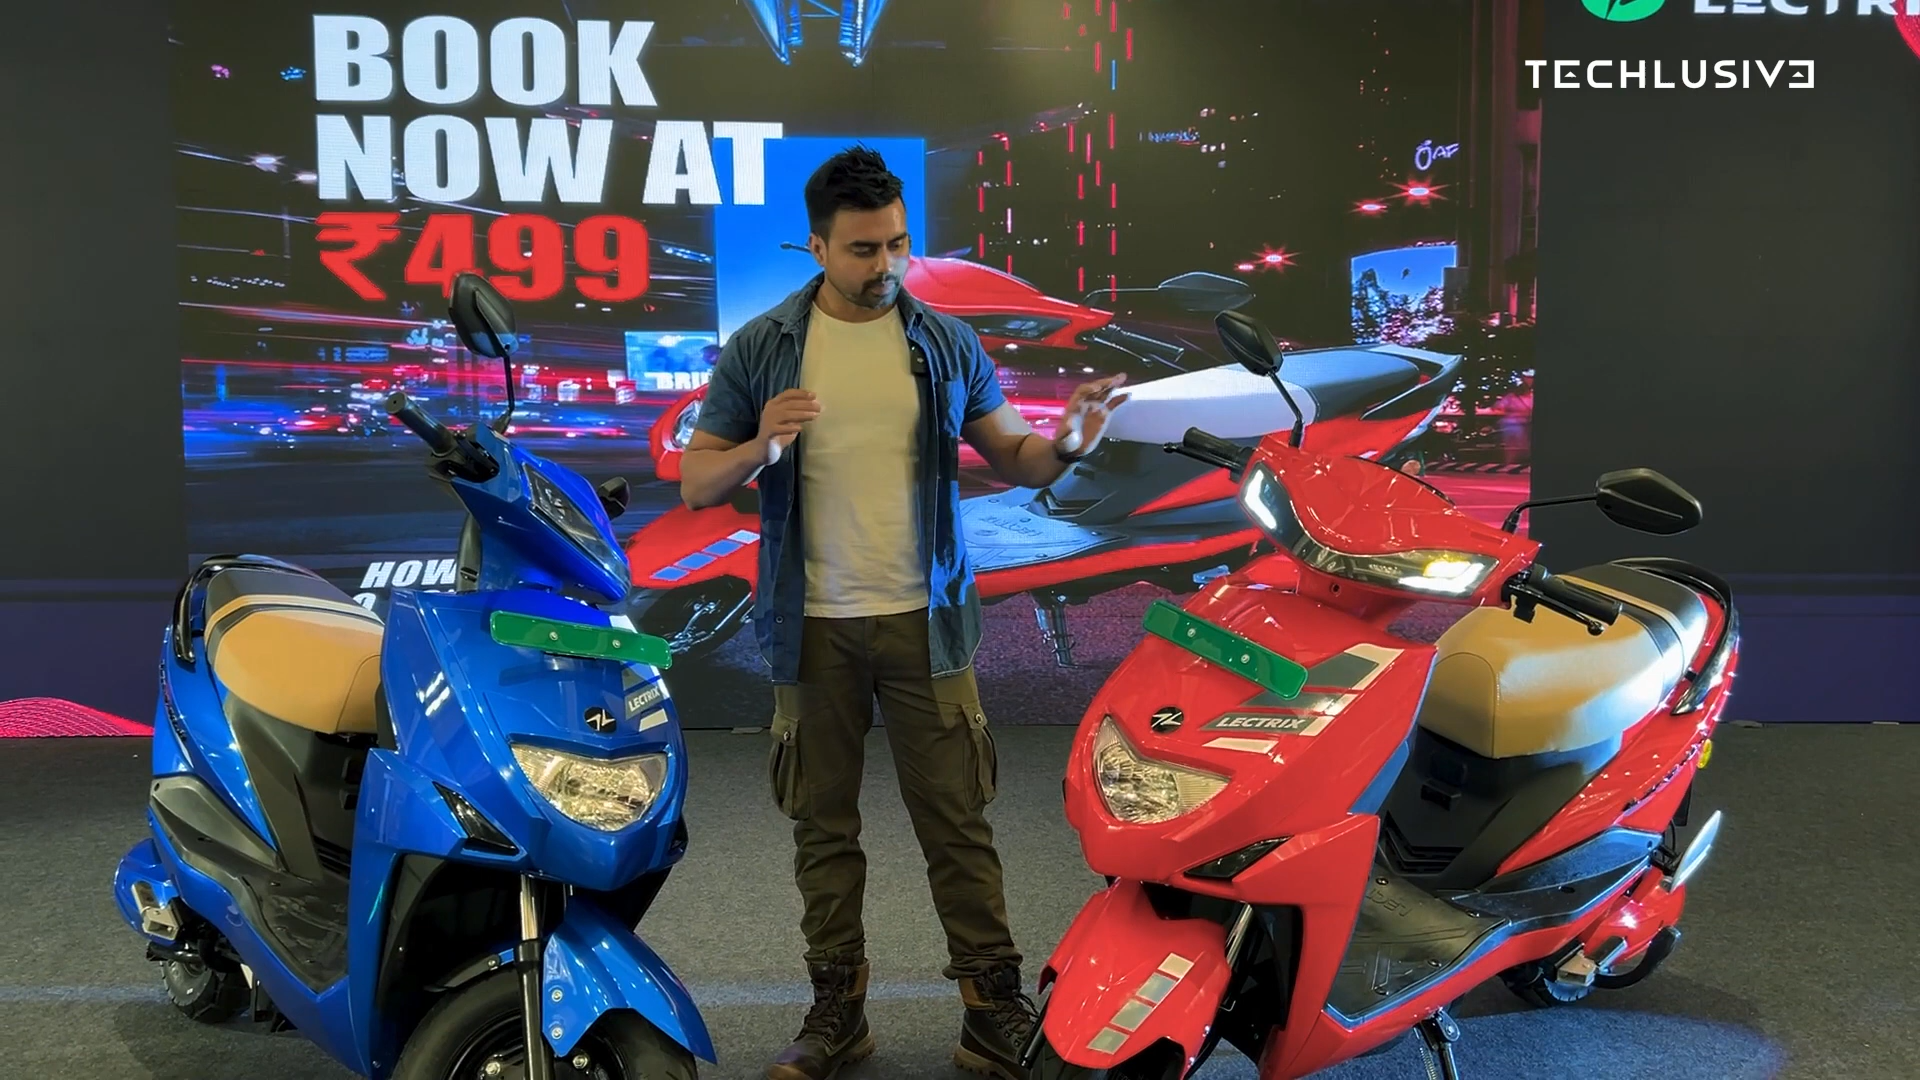 BOOK
NOW AT
₹499
LECTRI
TECHLUSIVE
HOW
LECTRIX
LECTRIX